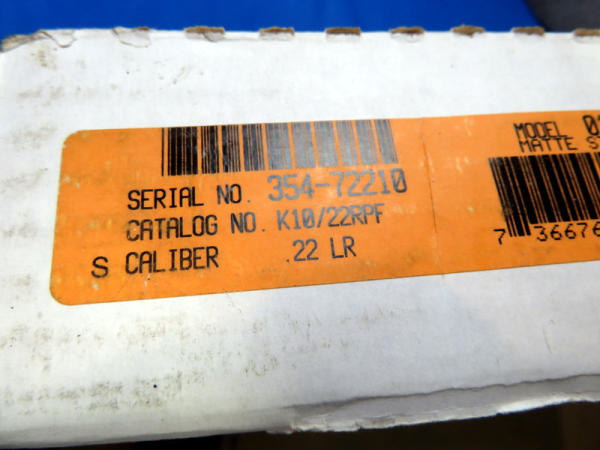 SERIAL NO. 354-72210
CATALOG NO. K10/22RPF
S CALIBER .22 LR
MODEL
MATTE
7 36676